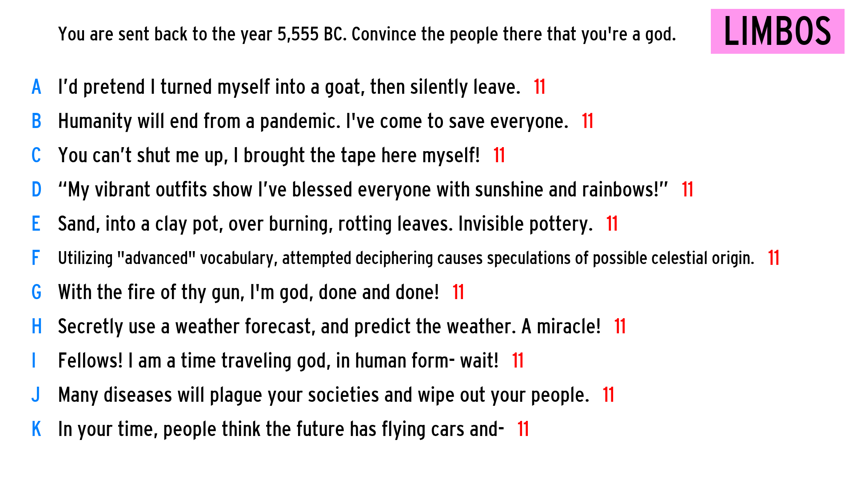 You are sent back to the year 5,555 BC. Convince the people there that you're a god.
LIMBOS
A I’d pretend I turned myself into a goat, then silently leave. 11
B Humanity will end from a pandemic. I've come to save everyone. 11
C You can’t shut me up, I brought the tape here myself! 11
D “My vibrant outfits show I’ve blessed everyone with sunshine and rainbows!” 11
E Sand, into a clay pot, over burning, rotting leaves. Invisible pottery. 11
F Utilizing "advanced" vocabulary, attempted deciphering causes speculations of possible celestial origin. 11
G With the fire of thy gun, I'm god, done and done! 11
H Secretly use a weather forecast, and predict the weather. A miracle! 11
I Fellows! I am a time traveling god, in human form- wait! 11
J Many diseases will plague your societies and wipe out your people. 11
K In your time, people think the future has flying cars and- 11